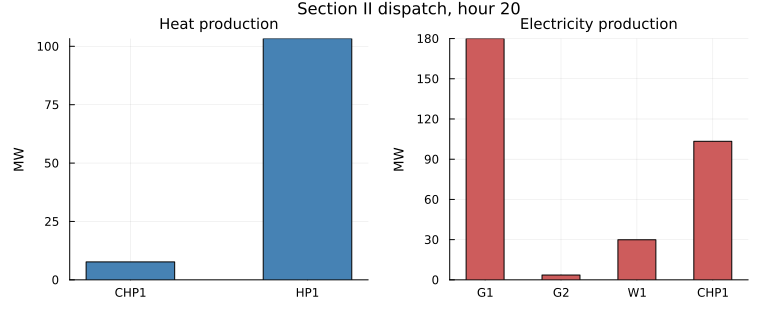 Section II dispatch, hour 20
Heat production
MW
100
75
50
25
0
CHP1 HP1
Electricity production
MW
180
150
120
90
60
30
0
G1 G2 W1 CHP1